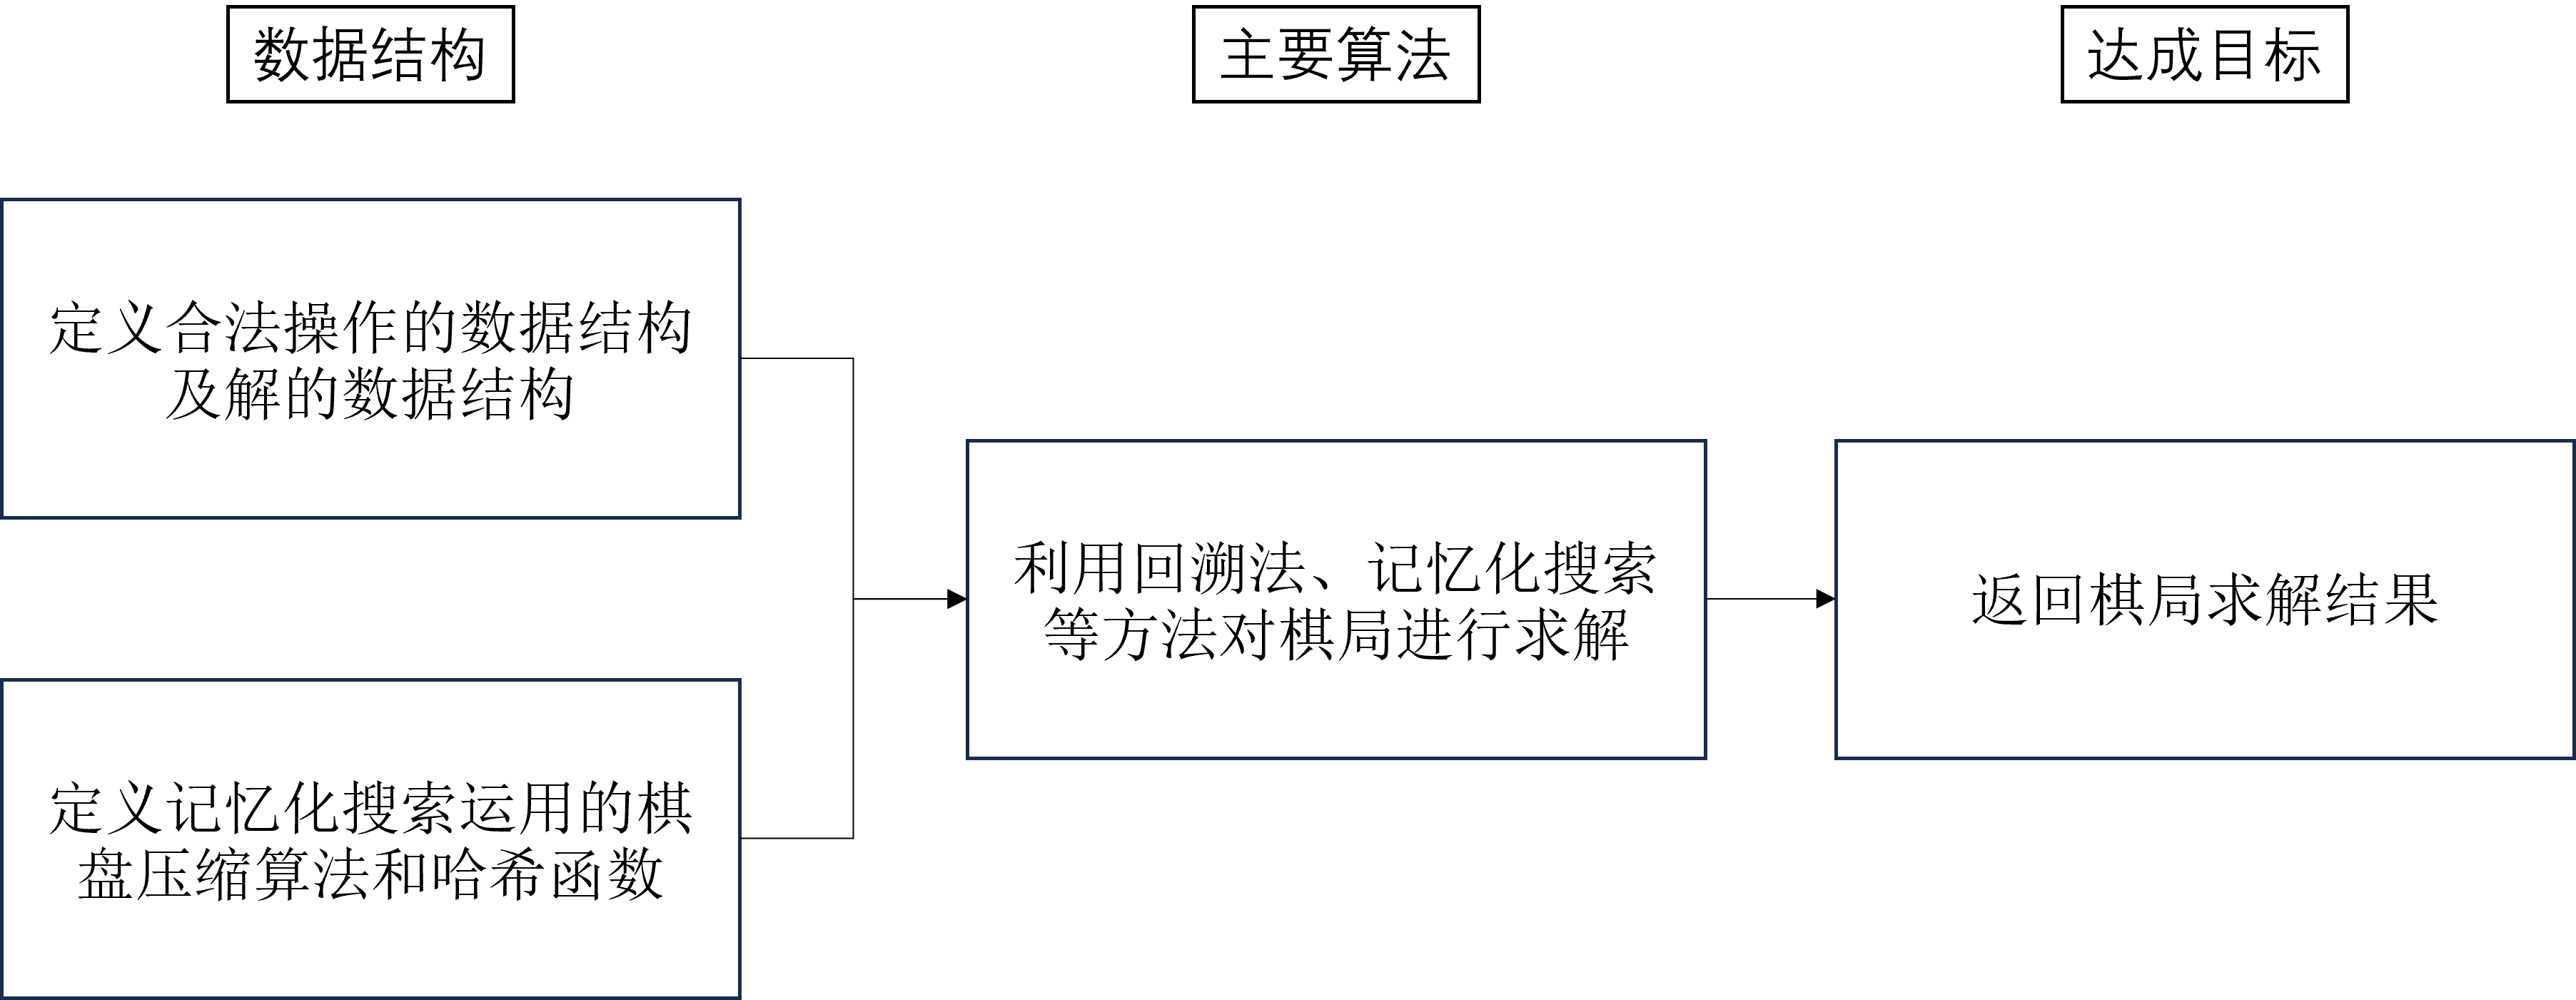 数据结构
主要算法
达成目标
定义合法操作的数据结构
及解的数据结构
定义记忆化搜索运用的棋
盘压缩算法和哈希函数
利用回溯法、记忆化搜索
等方法对棋局进行求解
返回棋局求解结果